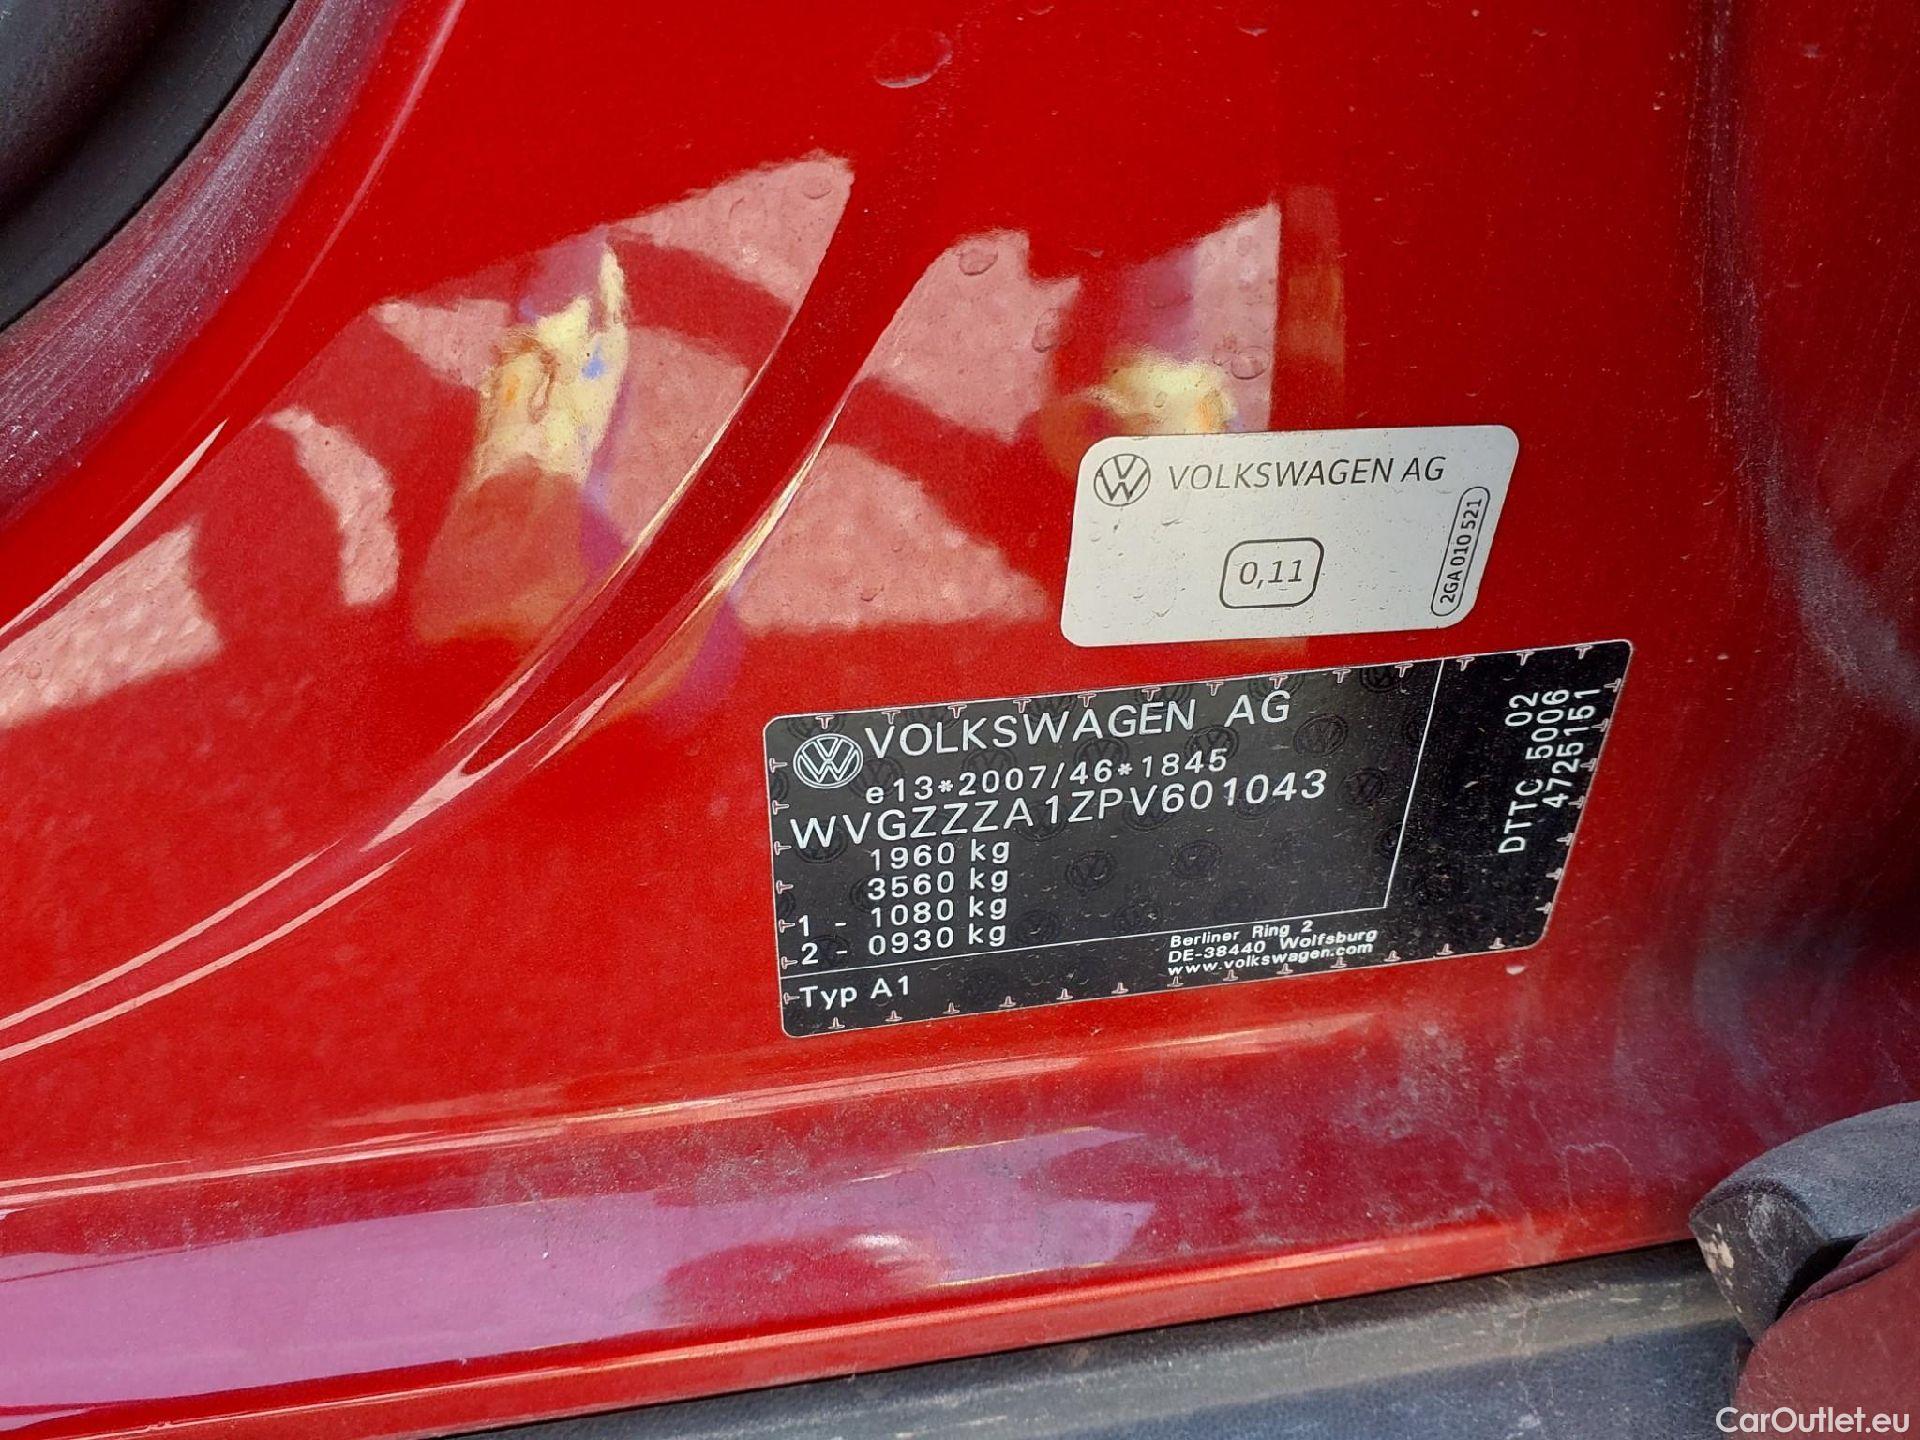 VOLKSWAGEN AG
0,11
2GA 010 521
VOLKSWAGEN AG
e13*2007/46*1845
WVGZZZA1ZPV601043
1960 kg
3560 kg
1 - 1080 kg
2 - 0930 kg
Typ A1
Berliner Ring 2
DE-38440 Wolfsburg
www.volkswagen.com
02
DTTC 5006
4725151
CarOutlet.eu